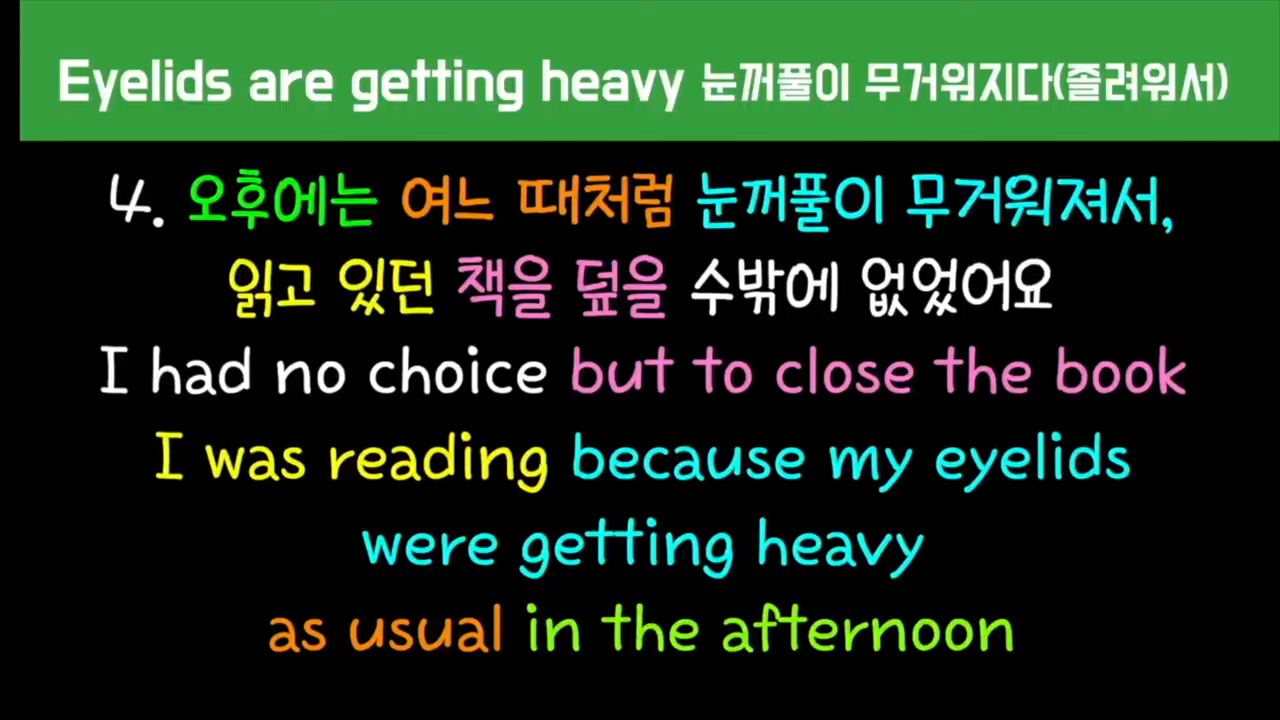 Eyelids are getting heavy 눈꺼풀이 무거워지다(졸려워서)
4. 오후에는 여느 때처럼 눈꺼풀이 무거워져서,
읽고 있던 책을 덮을 수밖에 없었어요
I had no choice but to close the book
I was reading because my eyelids
were getting heavy
as usual in the afternoon